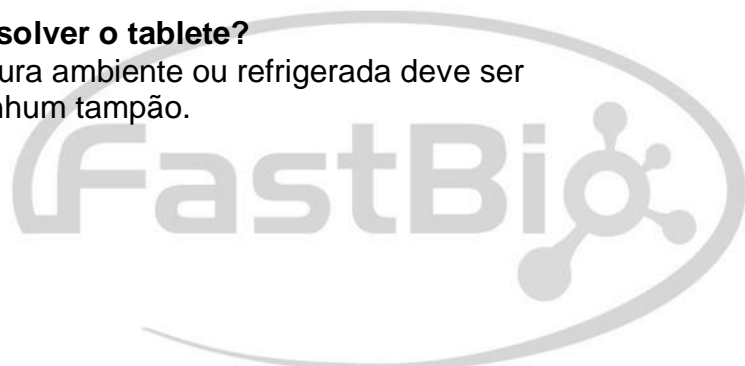 solver o tablete?
ura ambiente ou refrigerada deve ser
nhum tampão.
FastBio